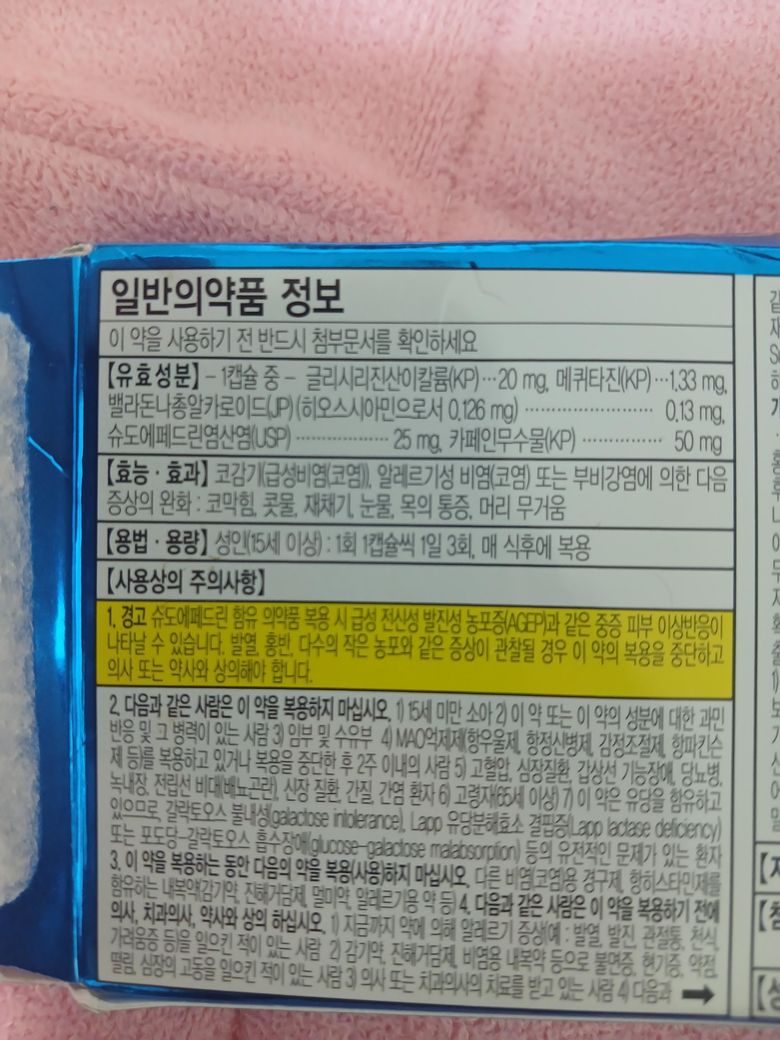 일반의약품 정보
이 약을 사용하기 전 반드시 첨부문서를 확인하세요
【유효성분】 – 1캡슐 중 – 글리시리진산이칼륨(KP)…20 mg, 메퀴타진(KP)…1.33 mg,
밸라돈나총알카로이드(JP)(히오스시아민으로서 0.126 mg) ………………… 0.13 mg,
슈도에페드린염산염(USP) …………… 25 mg, 카페인무수물(KP) …………… 50 mg
【효능·효과】 코감기(급성비염(코염)), 알레르기성 비염(코염) 또는 부비강염에 의한 다음
증상의 완화 : 코막힘, 콧물, 재채기, 눈물, 목의 통증, 머리 무거움
【용법·용량】 성인(15세 이상) : 1회 1캡슐씩 1일 3회, 매 식후에 복용
【사용상의 주의사항】
1. 경고 슈도에페드린 함유 의약품 복용 시 급성 전신성 발진성 농포증(AGEP)과 같은 중증 피부 이상반응이
나타날 수 있습니다. 발열, 홍반, 다수의 작은 농포와 같은 증상이 관찰될 경우 이 약의 복용을 중단하고
의사 또는 약사와 상의해야 합니다.
2. 다음과 같은 사람은 이 약을 복용하지 마십시오. 1) 15세 미만 소아 2) 이 약 또는 이 약의 성분에 대한 과민
반응 및 그 병력이 있는 사람 3) 임부 및 수유부 4) MAO억제제(항우울제, 항정신병제, 감정조절제, 항파킨슨
제 등)를 복용하고 있거나 복용을 중단한 후 2주 이내의 사람 5) 고혈압, 심장질환, 갑상선 기능장애, 당뇨병,
녹내장, 전립선 비대(배뇨곤란), 신장 질환, 간질, 간염 환자 6) 고령자(65세 이상) 7) 이 약은 유당을 함유하고
있으므로, 갈락토오스 불내성(galactose intolerance), Lapp 유당분해효소 결핍증(Lapp lactase deficiency)
또는 포도당-갈락토오스 흡수장애(glucose-galactose malabsorption) 등의 유전적인 문제가 있는 환자
3. 이 약을 복용하는 동안 다음의 약을 복용(사용)하지 마십시오. 다른 비염(코염)용 경구제, 항히스타민제를
함유하는 내복약(감기약, 진해거담제, 멀미약, 알레르기용 약 등) 4. 다음과 같은 사람은 이 약을 복용하기 전에
의사, 치과의사, 약사와 상의 하십시오. 1) 지금까지 약에 의해 알레르기 증상(예 : 발열, 발진, 관절통, 천식,
가려움증 등)을 일으킨 적이 있는 사람 2) 감기약, 진해거담제, 비염용 내복약 등으로 불면증, 현기증, 약점,
떨림, 심장의 고동을 일으킨 적이 있는 사람 3) 의사 또는 치과의사의 치료를 받고 있는 사람 4) 다음과 ➡